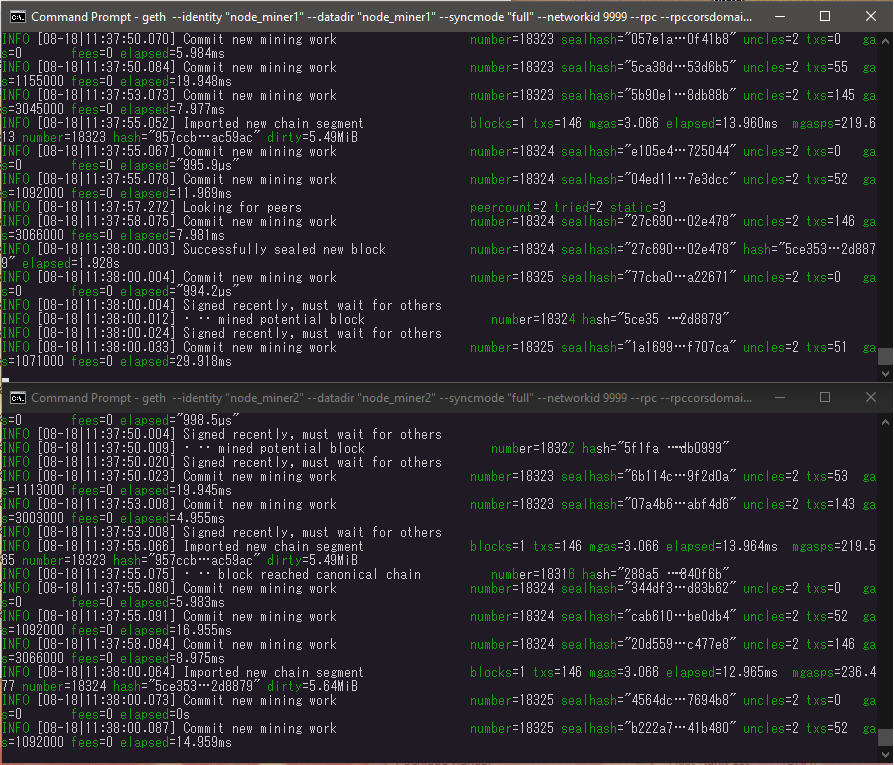 Command Prompt - geth --identity "node_miner1" --datadir "node_miner1" --syncmode "full" --networkid 9999 --rpc --rpccorsdomai...
INFO [08-18|11:37:50.070] Commit new mining work number=18323 sealhash="057e1a…0f41b8" uncles=2 txs=0 ga
s=0 fees=0 elapsed=5.984ms
INFO [08-18|11:37:50.084] Commit new mining work number=18323 sealhash="5ca38d…53d6b5" uncles=2 txs=55 ga
s=1155000 fees=0 elapsed=19.948ms
INFO [08-18|11:37:53.073] Commit new mining work number=18323 sealhash="5b90e1…8db88b" uncles=2 txs=145 ga
s=3045000 fees=0 elapsed=7.977ms
INFO [08-18|11:37:55.052] Imported new chain segment blocks=1 txs=146 mgas=3.066 elapsed=13.960ms mgasps=219.6
13 number=18323 hash="957ccb…ac59ac" dirty=5.49MiB
INFO [08-18|11:37:55.067] Commit new mining work number=18324 sealhash="e105e4…725044" uncles=2 txs=0 ga
s=0 fees=0 elapsed="995.9µs"
INFO [08-18|11:37:55.078] Commit new mining work number=18324 sealhash="04ed11…7e3dcc" uncles=2 txs=52 ga
s=1092000 fees=0 elapsed=11.969ms
INFO [08-18|11:37:57.272] Looking for peers peercount=2 tried=2 static=3
INFO [08-18|11:37:58.075] Commit new mining work number=18324 sealhash="27c690…02e478" uncles=2 txs=146 ga
s=3066000 fees=0 elapsed=7.981ms
INFO [08-18|11:38:00.003] Successfully sealed new block number=18324 sealhash="27c690…02e478" hash="5ce353…2d887
9" elapsed=1.928s
INFO [08-18|11:38:00.004] Commit new mining work number=18325 sealhash="77cba0…a22671" uncles=2 txs=0 ga
s=0 fees=0 elapsed="994.2µs"
INFO [08-18|11:38:00.004] Signed recently, must wait for others
INFO [08-18|11:38:00.012] mined potential block number=18324 hash="5ce35 …2d8879"
INFO [08-18|11:38:00.024] Signed recently, must wait for others
INFO [08-18|11:38:00.033] Commit new mining work number=18325 sealhash="1a1699…f707ca" uncles=2 txs=51 ga
s=1071000 fees=0 elapsed=29.918ms
Command Prompt - geth --identity "node_miner2" --datadir "node_miner2" --syncmode "full" --networkid 9999 --rpc --rpccorsdomai...
s=0 fees=0 elapsed="998.5µs"
INFO [08-18|11:37:50.004] Signed recently, must wait for others
INFO [08-18|11:37:50.009] mined potential block number=18322 hash="5f1fa …db0999"
INFO [08-18|11:37:50.020] Signed recently, must wait for others
INFO [08-18|11:37:50.023] Commit new mining work number=18323 sealhash="6b114c…9f2d0a" uncles=2 txs=53 ga
s=1113000 fees=0 elapsed=19.945ms
INFO [08-18|11:37:53.008] Commit new mining work number=18323 sealhash="07a4b6…abf4d6" uncles=2 txs=143 ga
s=3003000 fees=0 elapsed=4.955ms
INFO [08-18|11:37:53.008] Signed recently, must wait for others
INFO [08-18|11:37:55.066] Imported new chain segment blocks=1 txs=146 mgas=3.066 elapsed=13.964ms mgasps=219.5
65 number=18323 hash="957ccb…ac59ac" dirty=5.49MiB
INFO [08-18|11:37:55.075] block reached canonical chain number=18316 hash="288a5 …840f6b"
INFO [08-18|11:37:55.080] Commit new mining work number=18324 sealhash="344df3…d83b62" uncles=2 txs=0 ga
s=0 fees=0 elapsed=5.983ms
INFO [08-18|11:37:55.091] Commit new mining work number=18324 sealhash="cab610…be0db4" uncles=2 txs=52 ga
s=1092000 fees=0 elapsed=16.955ms
INFO [08-18|11:37:58.084] Commit new mining work number=18324 sealhash="20d559…c477e8" uncles=2 txs=146 ga
s=3066000 fees=0 elapsed=8.975ms
INFO [08-18|11:38:00.064] Imported new chain segment blocks=1 txs=146 mgas=3.066 elapsed=12.965ms mgasps=236.4
77 number=18324 hash="5ce353…2d8879" dirty=5.64MiB
INFO [08-18|11:38:00.073] Commit new mining work number=18325 sealhash="4564dc…7694b8" uncles=2 txs=0 ga
s=0 fees=0 elapsed=0s
INFO [08-18|11:38:00.087] Commit new mining work number=18325 sealhash="b222a7…41b480" uncles=2 txs=52 ga
s=1092000 fees=0 elapsed=14.959ms